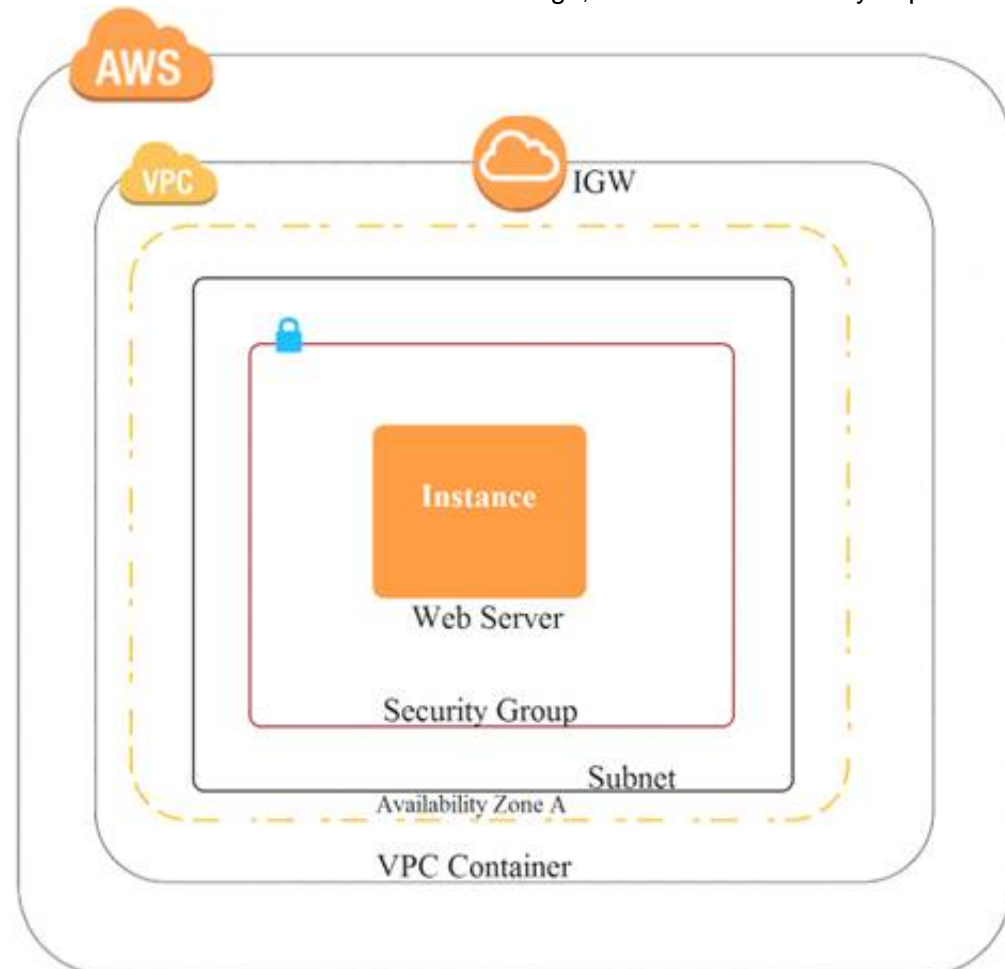 AWS
VPC
IGW
Instance
Web Server
Security Group
Subnet
Availability Zone A
VPC Container